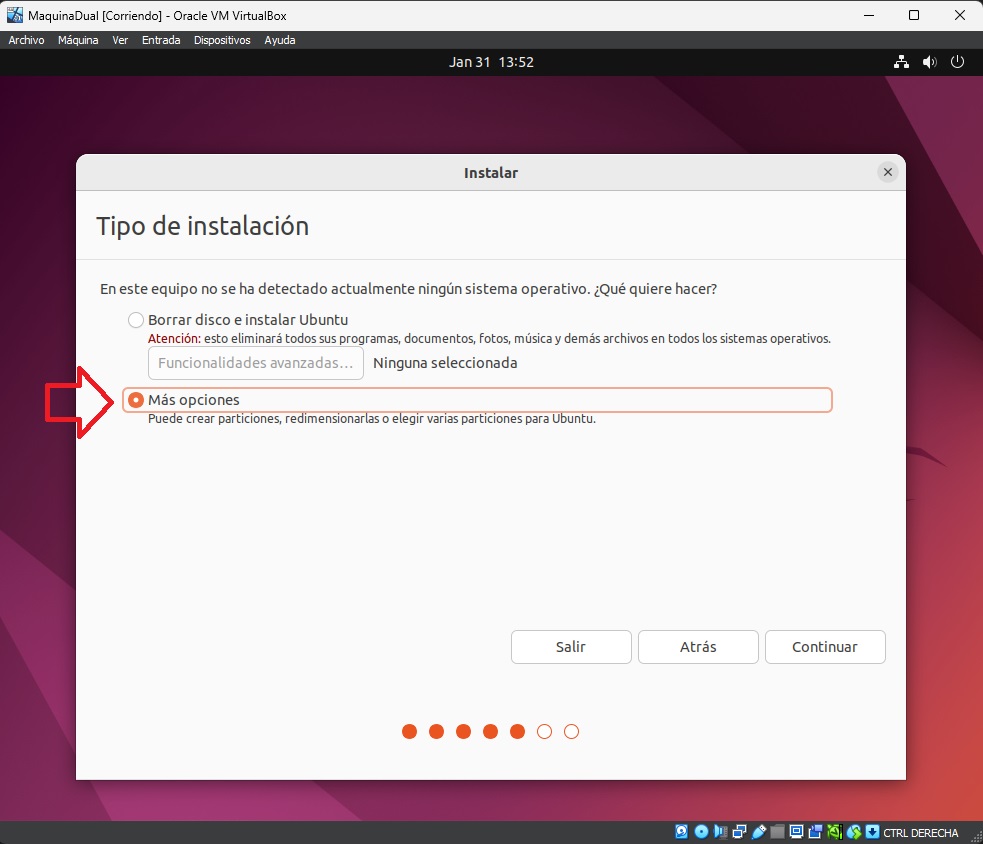 MaquinaDual [Corriendo] - Oracle VM VirtualBox
Archivo Máquina Ver Entrada Dispositivos Ayuda
Jan 31 13:52
Instalar
Tipo de instalación
En este equipo no se ha detectado actualmente ningún sistema operativo. ¿Qué quiere hacer?
Borrar disco e instalar Ubuntu
Atención: esto eliminará todos sus programas, documentos, fotos, música y demás archivos en todos los sistemas operativos.
Funcionalidades avanzadas... Ninguna seleccionada
Más opciones
Puede crear particiones, redimensionarlas o elegir varias particiones para Ubuntu.
Salir Atrás Continuar
CTRL DERECHA